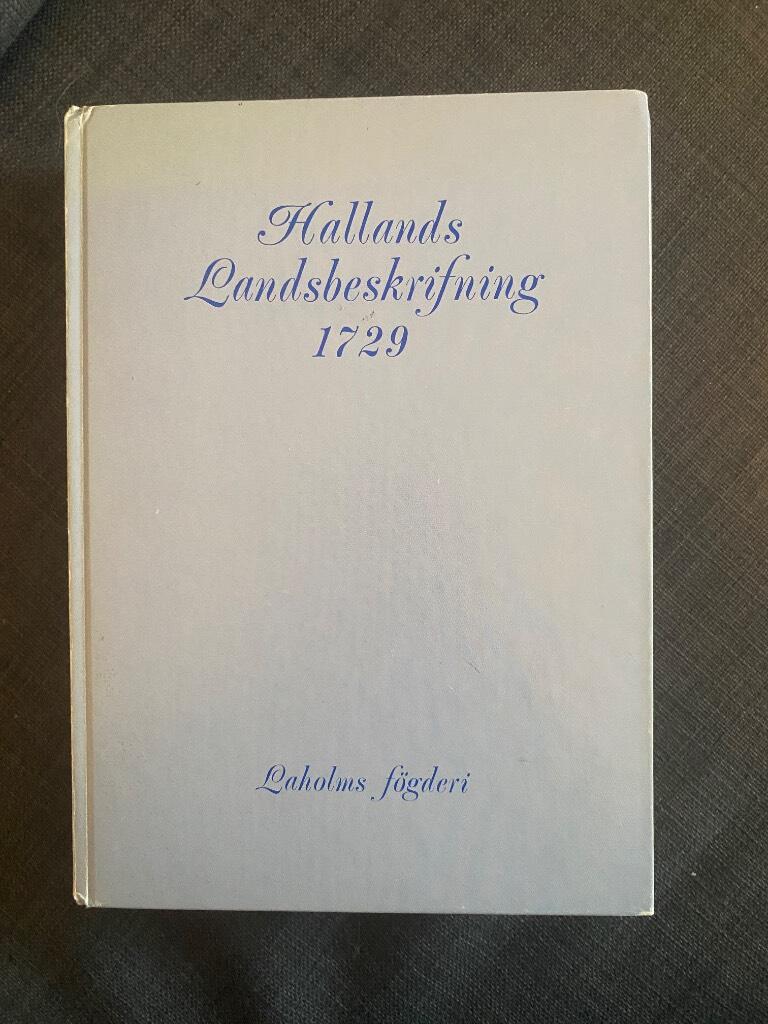 Hallands
Landsbeskrifning
1729
Laholms fögderi